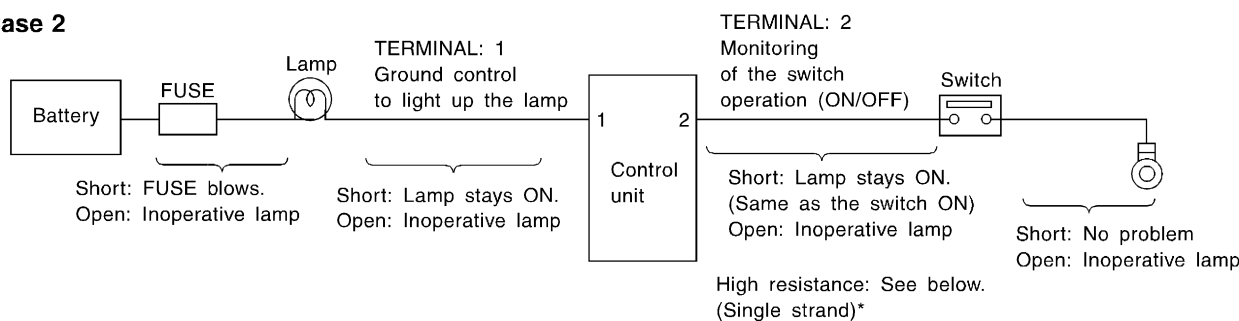 ase 2
Battery
FUSE
Lamp
TERMINAL: 1
Ground control
to light up the lamp
1
2
Control
unit
TERMINAL: 2
Monitoring
of the switch
operation (ON/OFF)
Switch
Short: FUSE blows.
Open: Inoperative lamp
Short: Lamp stays ON.
Open: Inoperative lamp
Short: Lamp stays ON.
(Same as the switch ON)
Open: Inoperative lamp
Short: No problem
Open: Inoperative lamp
High resistance: See below.
(Single strand)*